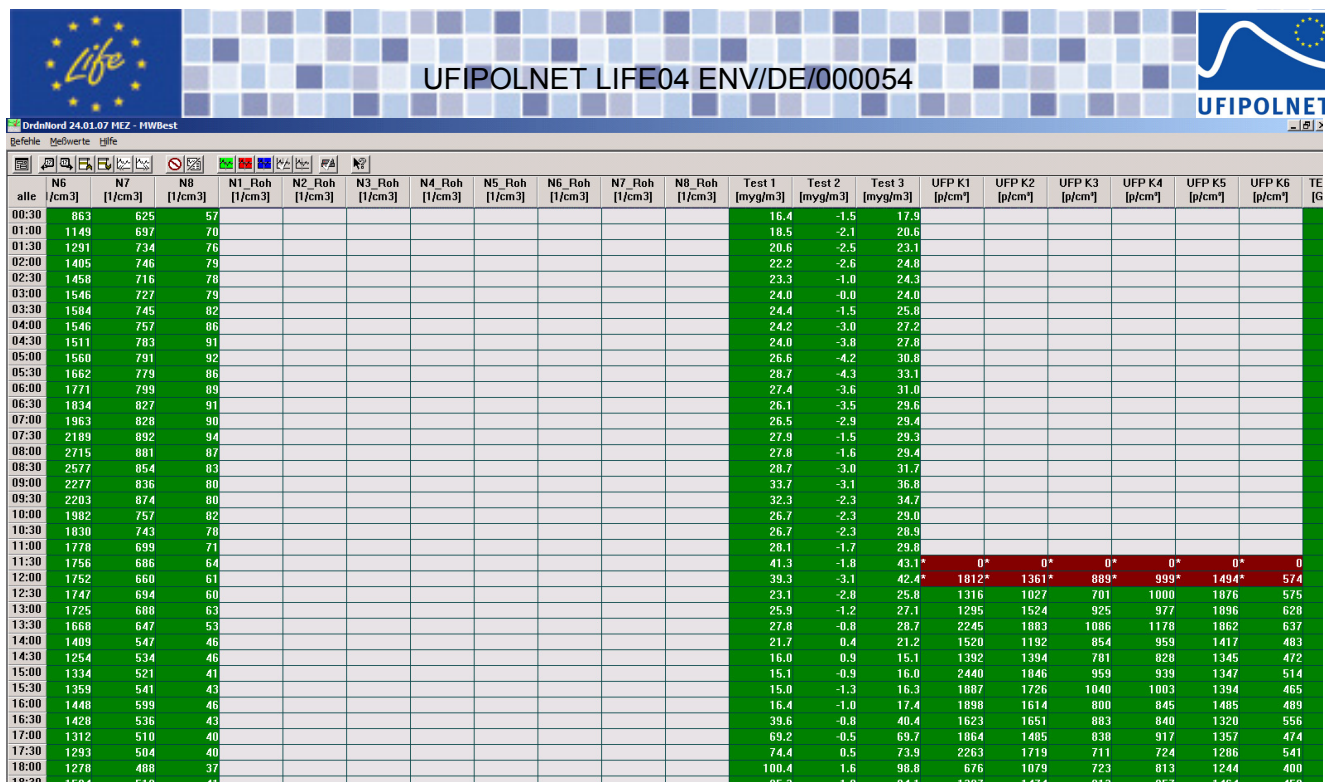 Life
UFIPOLNET LIFE04 ENV/DE/000054
UFIPOLNET
DrdnNord 24.01.07 MEZ - MWBest
Befehle Meßwerte Hilfe
alle N6 /cm3] N7 [1/cm3] N8 [1/cm3] N1_Roh [1/cm3] N2_Roh [1/cm3] N3_Roh [1/cm3] N4_Roh [1/cm3] N5_Roh [1/cm3] N6_Roh [1/cm3] N7_Roh [1/cm3] N8_Roh [1/cm3] Test 1 [myg/m3] Test 2 [myg/m3] Test 3 [myg/m3] UFP K1 [p/cm³] UFP K2 [p/cm³] UFP K3 [p/cm³] UFP K4 [p/cm³] UFP K5 [p/cm³] UFP K6 [p/cm³] TE [G
00:30 863 625 57 16.4 -1.5 17.9
01:00 1149 697 70 18.5 -2.1 20.6
01:30 1291 734 76 20.6 -2.5 23.1
02:00 1405 746 79 22.2 -2.6 24.8
02:30 1458 716 78 23.3 -1.0 24.3
03:00 1546 727 79 24.0 -0.0 24.0
03:30 1584 745 82 24.4 -1.5 25.8
04:00 1546 757 86 24.2 -3.0 27.2
04:30 1511 783 91 24.0 -3.8 27.8
05:00 1560 791 92 26.6 -4.2 30.8
05:30 1662 779 86 28.7 -4.3 33.1
06:00 1771 799 89 27.4 -3.6 31.0
06:30 1834 827 91 26.1 -3.5 29.6
07:00 1963 828 90 26.5 -2.9 29.4
07:30 2189 892 94 27.9 -1.5 29.3
08:00 2715 881 87 27.8 -1.6 29.4
08:30 2577 854 83 28.7 -3.0 31.7
09:00 2277 836 80 33.7 -3.1 36.8
09:30 2203 874 80 32.3 -2.3 34.7
10:00 1982 757 82 26.7 -2.3 29.0
10:30 1830 743 78 26.7 -2.3 28.9
11:00 1778 699 71 28.1 -1.7 29.8
11:30 1756 686 64 41.3 -1.8 43.1* 0* 0* 0* 0* 0* 0
12:00 1752 660 61 39.3 -3.1 42.4* 1812* 1361* 889* 999* 1494* 574
12:30 1747 694 60 23.1 -2.8 25.8 1316 1027 701 1000 1876 575
13:00 1725 688 63 25.9 -1.2 27.1 1295 1524 925 977 1896 628
13:30 1668 647 53 27.8 -0.8 28.7 2245 1883 1086 1178 1862 637
14:00 1409 547 46 21.7 0.4 21.2 1520 1192 854 959 1417 483
14:30 1254 534 46 16.0 0.9 15.1 1392 1394 781 828 1345 472
15:00 1334 521 41 15.1 -0.9 16.0 2440 1846 959 939 1347 514
15:30 1359 541 43 15.0 -1.3 16.3 1887 1726 1040 1003 1394 465
16:00 1448 599 46 16.4 -1.0 17.4 1898 1614 800 845 1485 489
16:30 1428 536 43 39.6 -0.8 40.4 1623 1651 883 840 1320 556
17:00 1312 510 40 69.2 -0.5 69.7 1864 1485 838 917 1357 474
17:30 1293 504 40 74.4 0.5 73.9 2263 1719 711 724 1286 541
18:00 1278 488 37 100.4 1.6 98.8 676 1079 723 813 1244 400